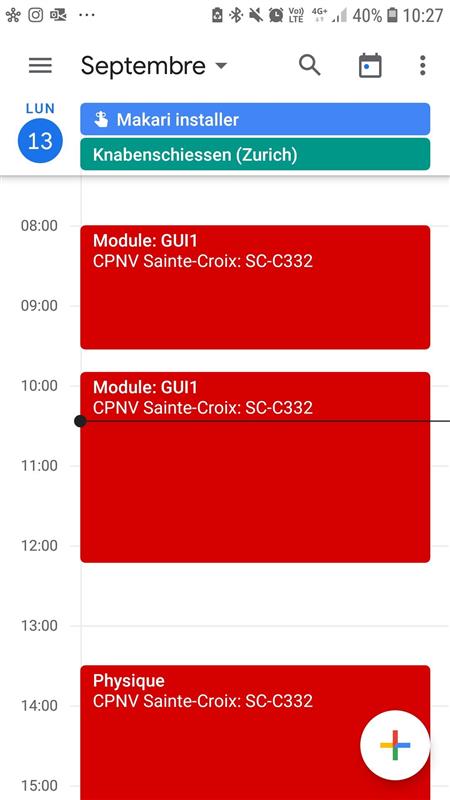 Vo)) 4G+ 40% 10:27
LTE
Septembre
LUN
13
Makari installer
Knabenschiessen (Zurich)
08:00
Module: GUI1
CPNV Sainte-Croix: SC-C332
09:00
10:00
Module: GUI1
CPNV Sainte-Croix: SC-C332
11:00
12:00
13:00
Physique
CPNV Sainte-Croix: SC-C332
14:00
15:00